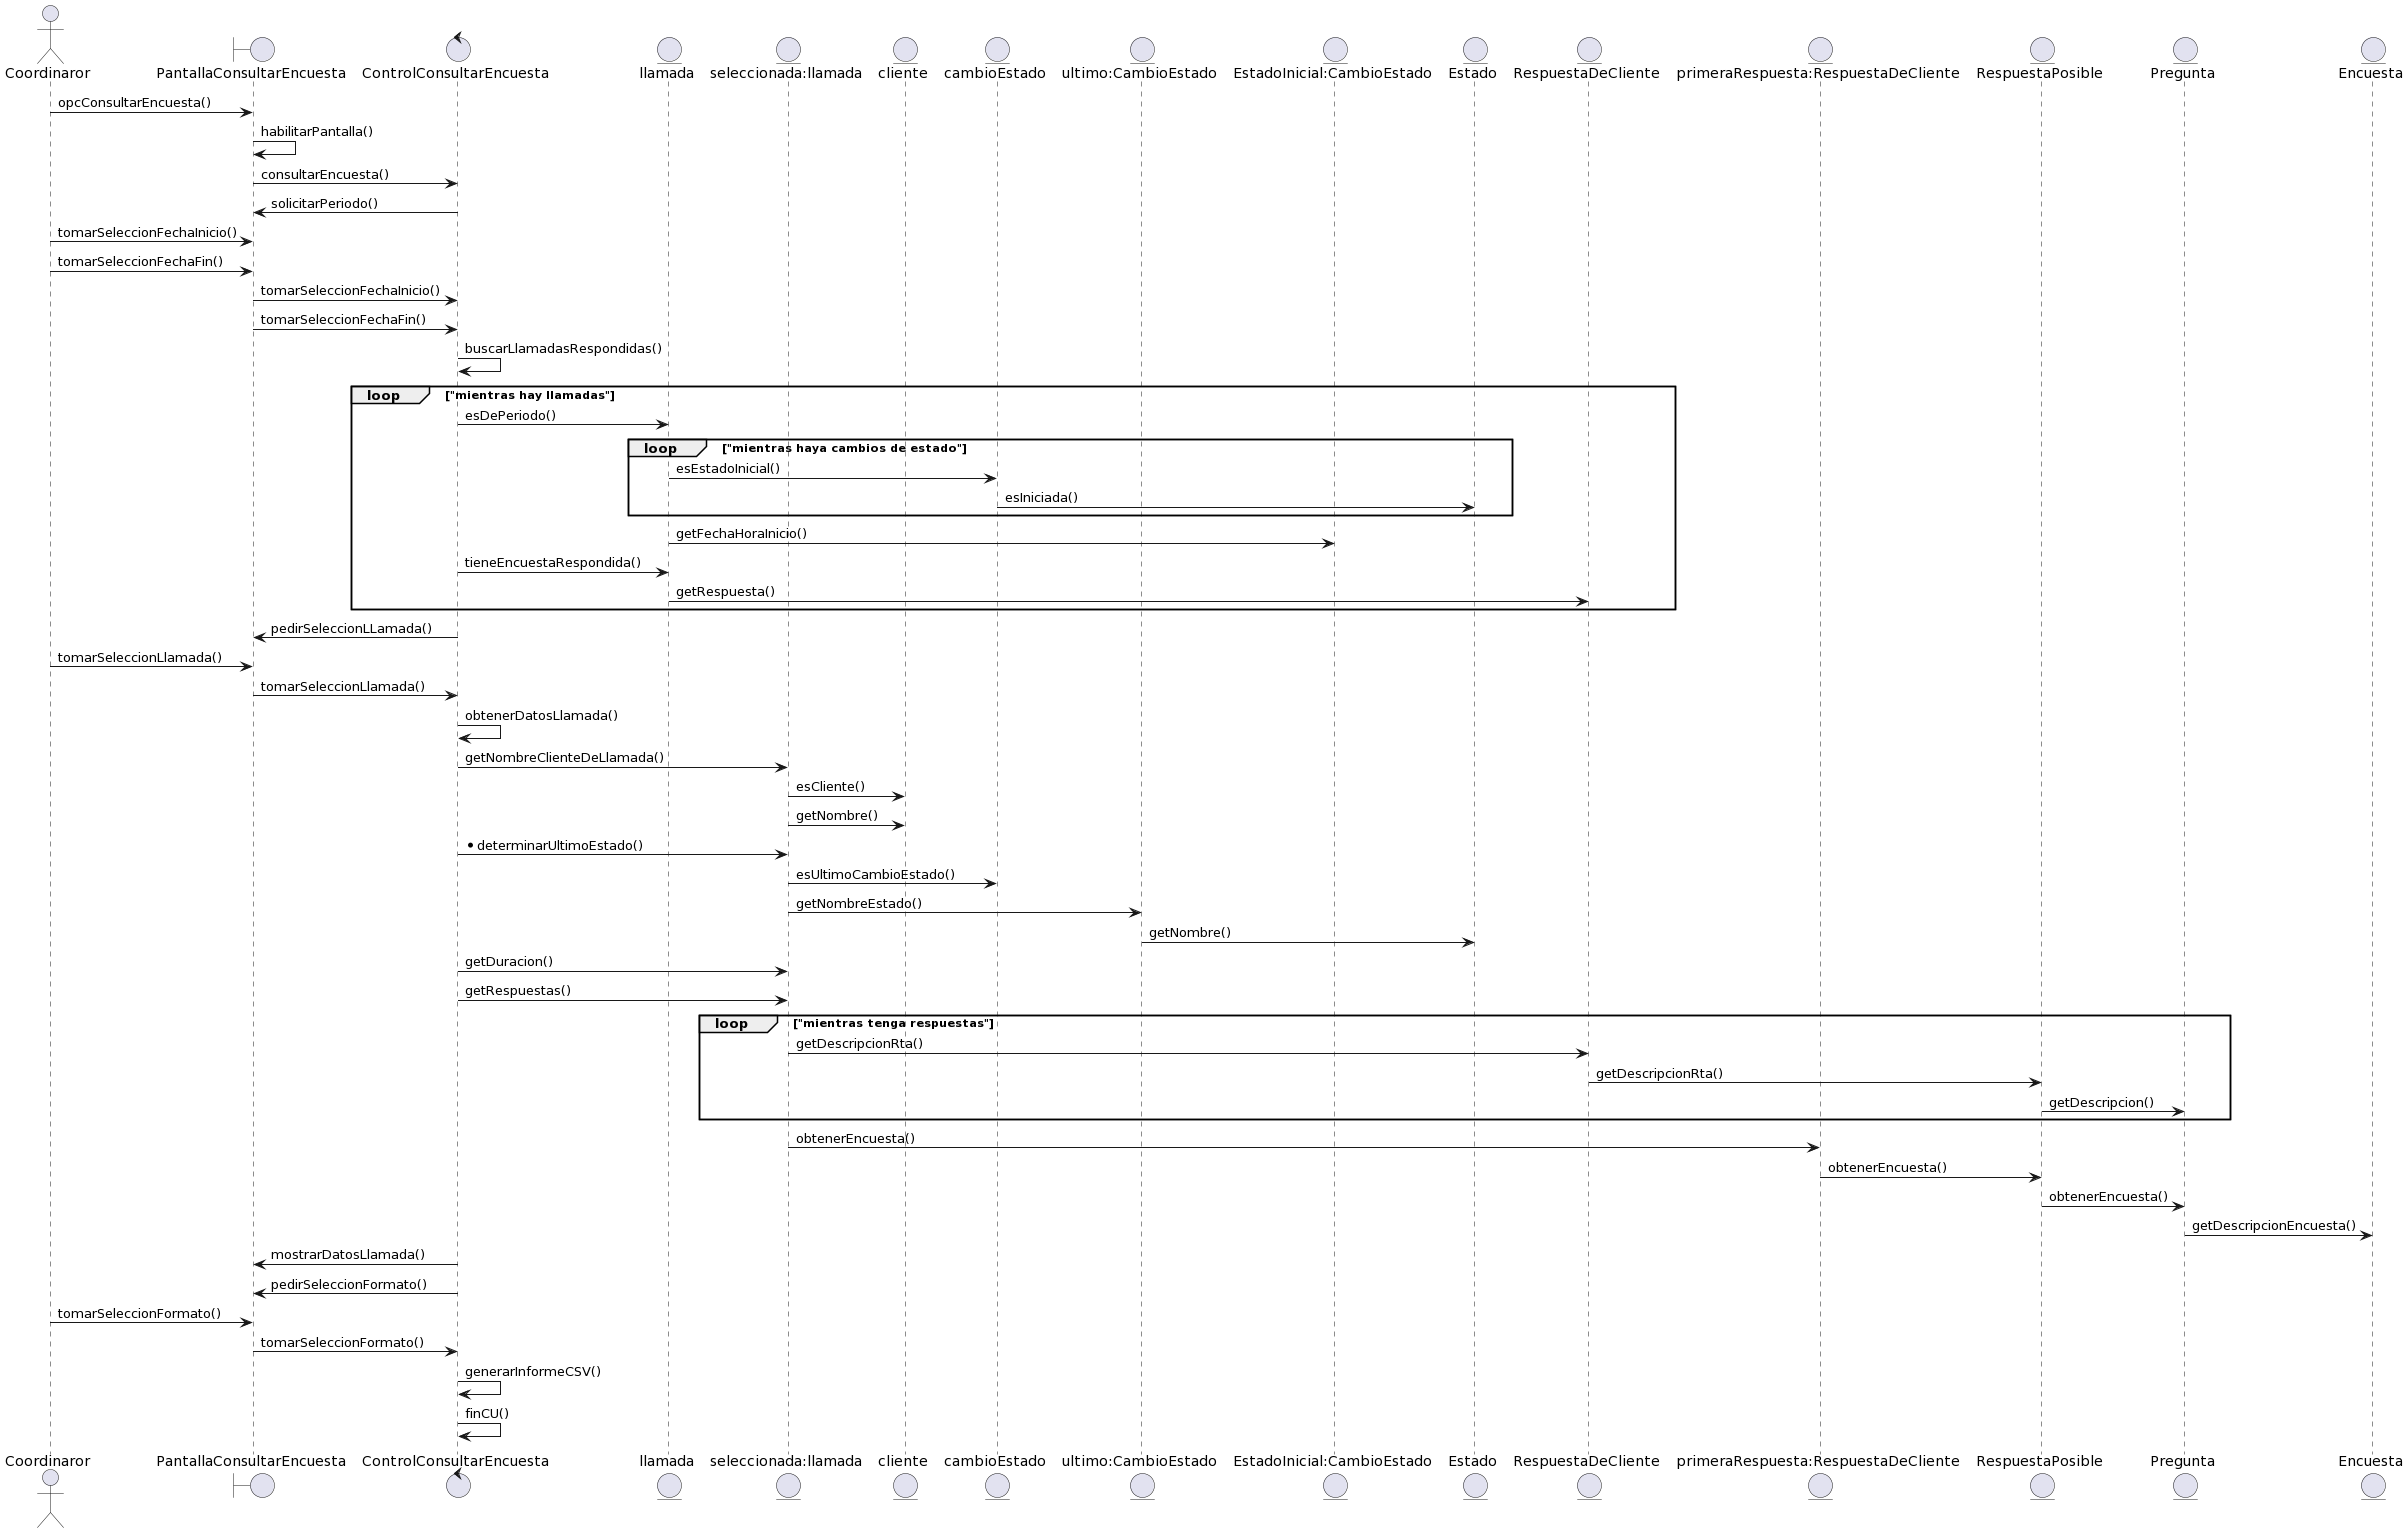 Coordinaror PantallaConsultarEncuesta ControlConsultarEncuesta llamada seleccionada:llamada cliente cambioEstado ultimo:CambioEstado EstadoInicial:CambioEstado Estado RespuestaDeCliente primeraRespuesta:RespuestaDeCliente RespuestaPosible Pregunta Encuesta
opcConsultarEncuesta()
habilitarPantalla()
consultarEncuesta()
solicitarPeriodo()
tomarSeleccionFechaInicio()
tomarSeleccionFechaFin()
tomarSeleccionFechaInicio()
tomarSeleccionFechaFin()
buscarLlamadasRespondidas()
loop ["mientras hay llamadas"]
esDePeriodo()
loop ["mientras haya cambios de estado"]
esEstadoInicial()
esIniciada()
getFechaHoraInicio()
tieneEncuestaRespondida()
getRespuesta()
pedirSeleccionLLamada()
tomarSeleccionLlamada()
tomarSeleccionLlamada()
obtenerDatosLlamada()
getNombreClienteDeLlamada()
esCliente()
getNombre()
• determinarUltimoEstado()
esUltimoCambioEstado()
getNombreEstado()
getNombre()
getDuracion()
getRespuestas()
loop ["mientras tenga respuestas"]
getDescripcionRta()
getDescripcionRta()
getDescripcion()
obtenerEncuesta()
obtenerEncuesta()
obtenerEncuesta()
getDescripcionEncuesta()
mostrarDatosLlamada()
pedirSeleccionFormato()
tomarSeleccionFormato()
tomarSeleccionFormato()
generarInformeCSV()
finCU()
Coordinaror PantallaConsultarEncuesta ControlConsultarEncuesta llamada seleccionada:llamada cliente cambioEstado ultimo:CambioEstado EstadoInicial:CambioEstado Estado RespuestaDeCliente primeraRespuesta:RespuestaDeCliente RespuestaPosible Pregunta Encuesta